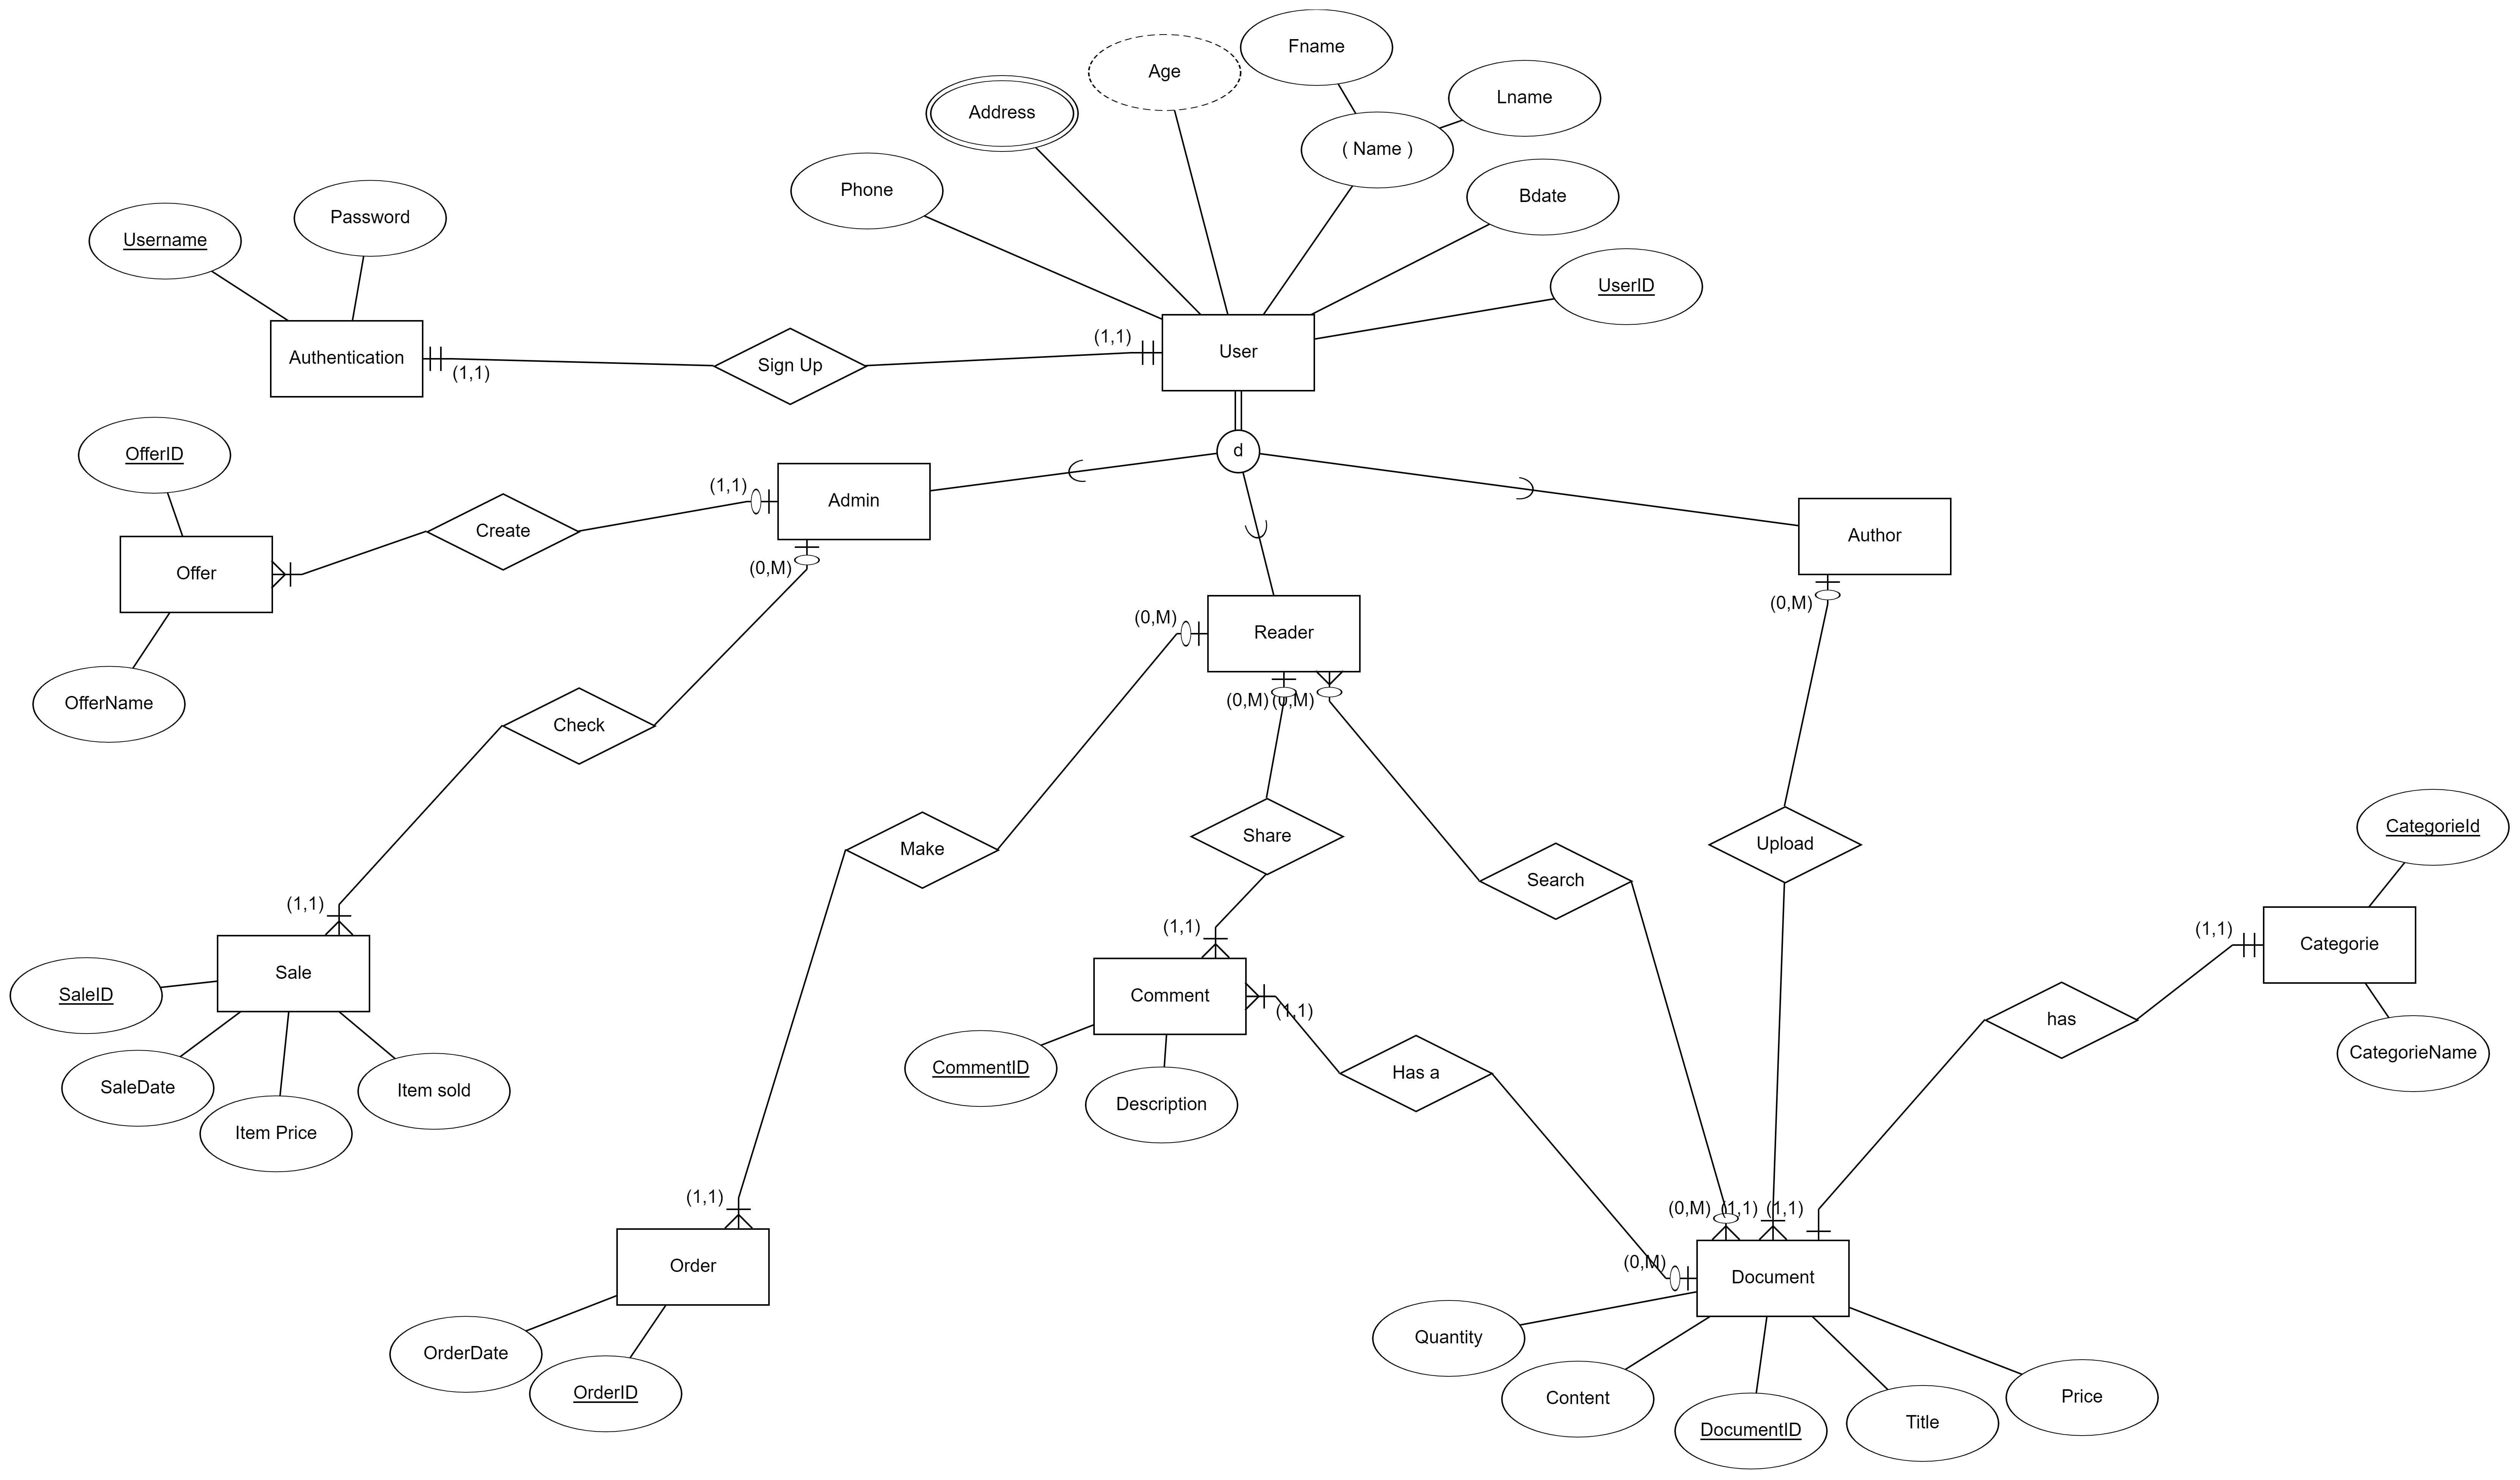 Fname
Age
Lname
Address
( Name )
Phone
Bdate
Password
Username
UserID
(1,1)
User
Authentication
Sign Up
(1,1)
d
OfferID
(1,1)
Admin
Create
Author
(0,M)
Offer
(0,M)
(0,M)
Reader
OfferName
(0,M)
(0,M)
Check
Make
Share
Search
Upload
CategorieId
(1,1)
(1,1)
(1,1)
Categorie
Sale
SaleID
Comment
(1,1)
has
CategorieName
CommentID
Has a
SaleDate
Item sold
Description
Item Price
(1,1)
(0,M)
(1,1)
(1,1)
Order
(0,M)
Document
Quantity
OrderDate
OrderID
Content
DocumentID
Title
Price